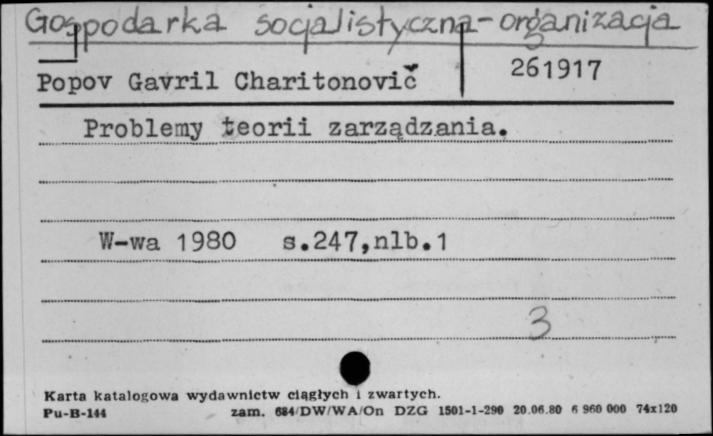 Gospodarka socjalistyczna-organizacja
Popov Gavril Charitonovič 261917
Problemy teorii zarządzania.
W-wa 1980 s.247,nlb.1
3
Karta katalogowa wydawnictw ciągłych i zwartych.
Pu-B-144 zam. 684/DW/WA/On DZG 1501-1-290 20.06.80 6 960 000 74x120